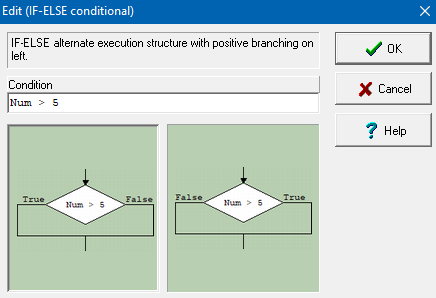 Edit (IF-ELSE conditional)
IF-ELSE alternate execution structure with positive branching on
left.
OK
Condition
Num > 5
Cancel
Help
True
False
Num > 5
False
True
Num > 5